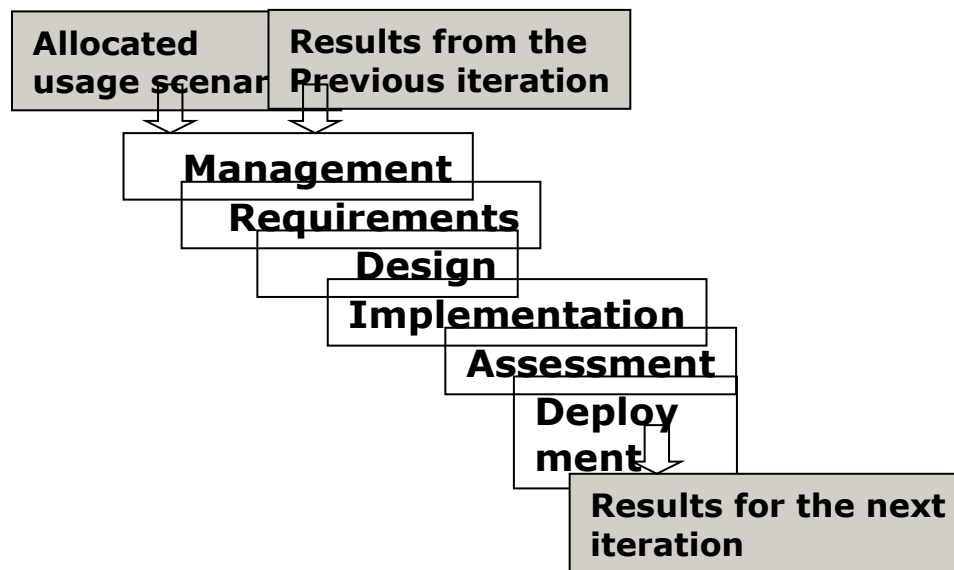 Allocated
usage scenar
Results from the
Previous iteration
Management
Requirements
Design
Implementation
Assessment
Deploy
ment
Results for the next
iteration